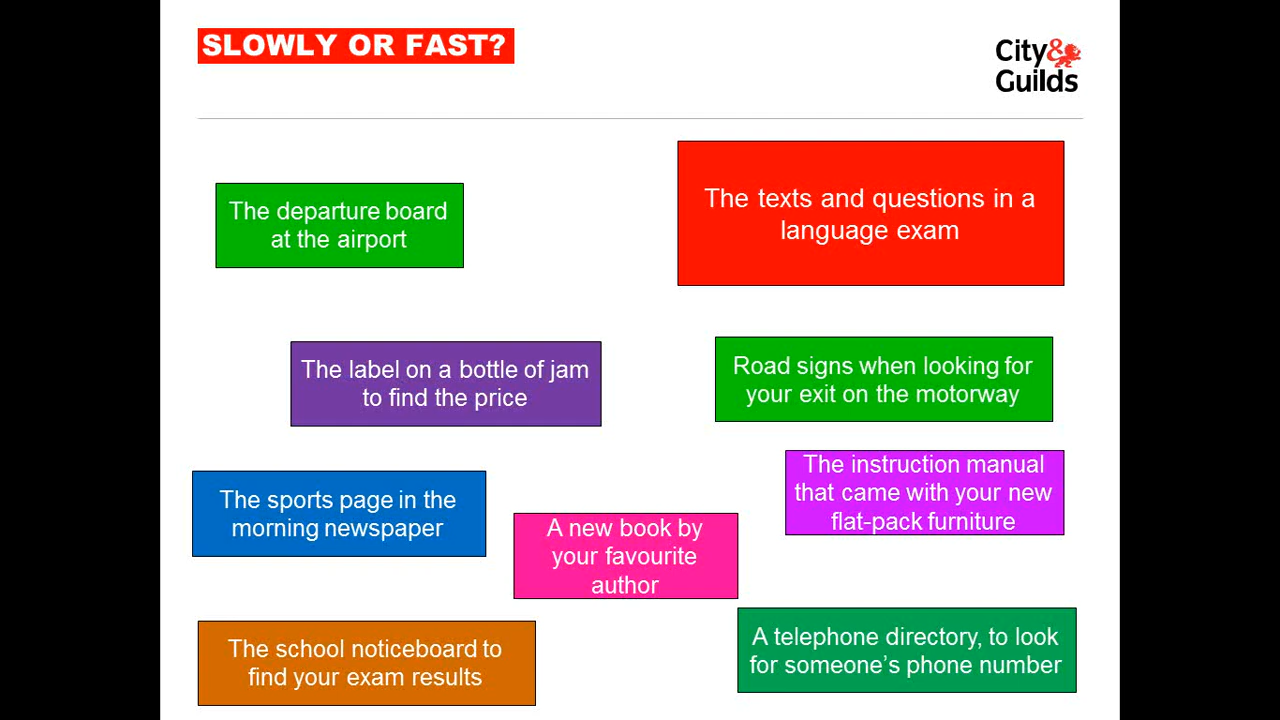 SLOWLY OR FAST?
City&
Guilds
The departure board
at the airport
The texts and questions in a
language exam
The label on a bottle of jam
to find the price
Road signs when looking for
your exit on the motorway
The sports page in the
morning newspaper
A new book by
your favourite
author
The instruction manual
that came with your new
flat-pack furniture
The school noticeboard to
find your exam results
A telephone directory, to look
for someone’s phone number